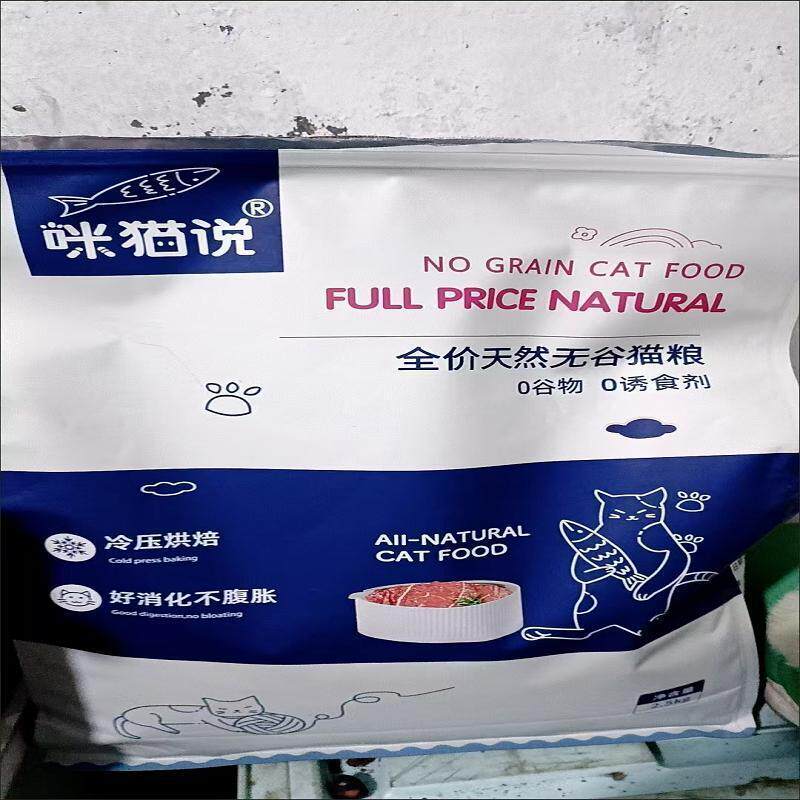 咪猫说®
NO GRAIN CAT FOOD
FULL PRICE NATURAL
全价天然无谷猫粮
0谷物 0诱食剂
冷压烘焙
Cold press baking
好消化不腹胀
Good digestion,no bloating
All-NATURAL
CAT FOOD
净含量
2.5kg